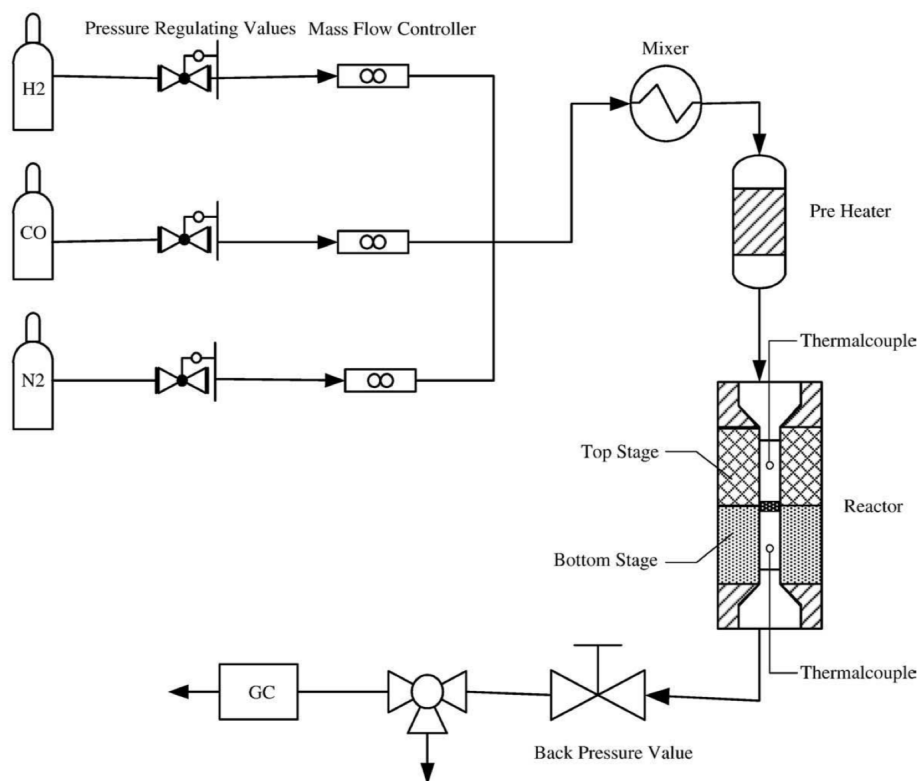 Pressure Regulating Values
Mass Flow Controller
Mixer
H2
Pre Heater
CO
Thermalcouple
N2
Top Stage
Reactor
Bottom Stage
Thermalcouple
GC
Back Pressure Value